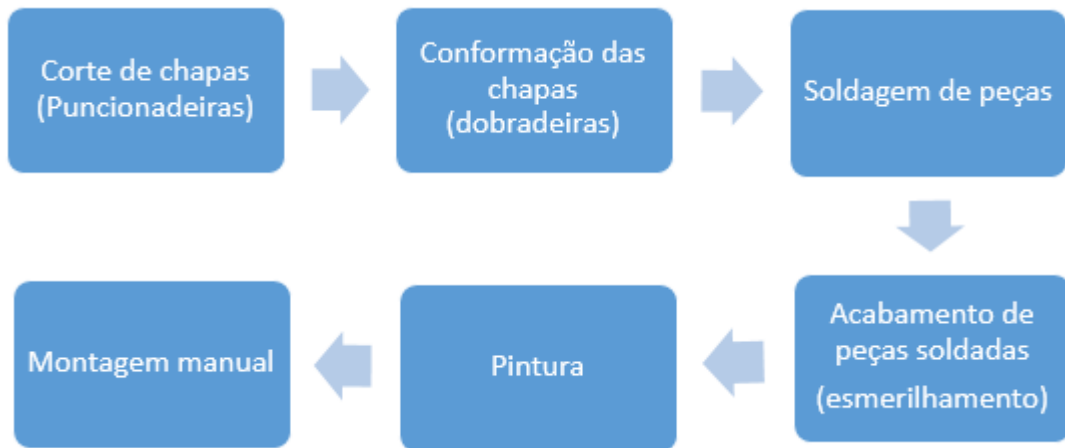 Corte de chapas
(Puncionadeiras)
Conformação das
chapas
(dobradeiras)
Soldagem de peças
Acabamento de
peças soldadas
(esmerilhamento)
Pintura
Montagem manual